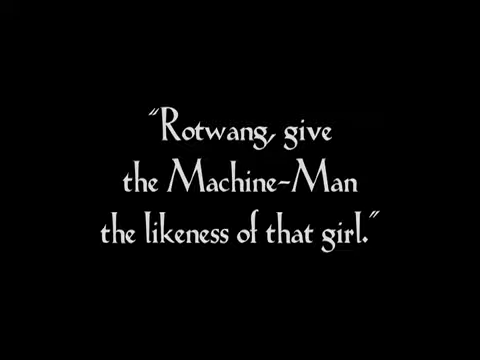 “Rotwang, give
the Machine-Man
the likeness of that girl.”